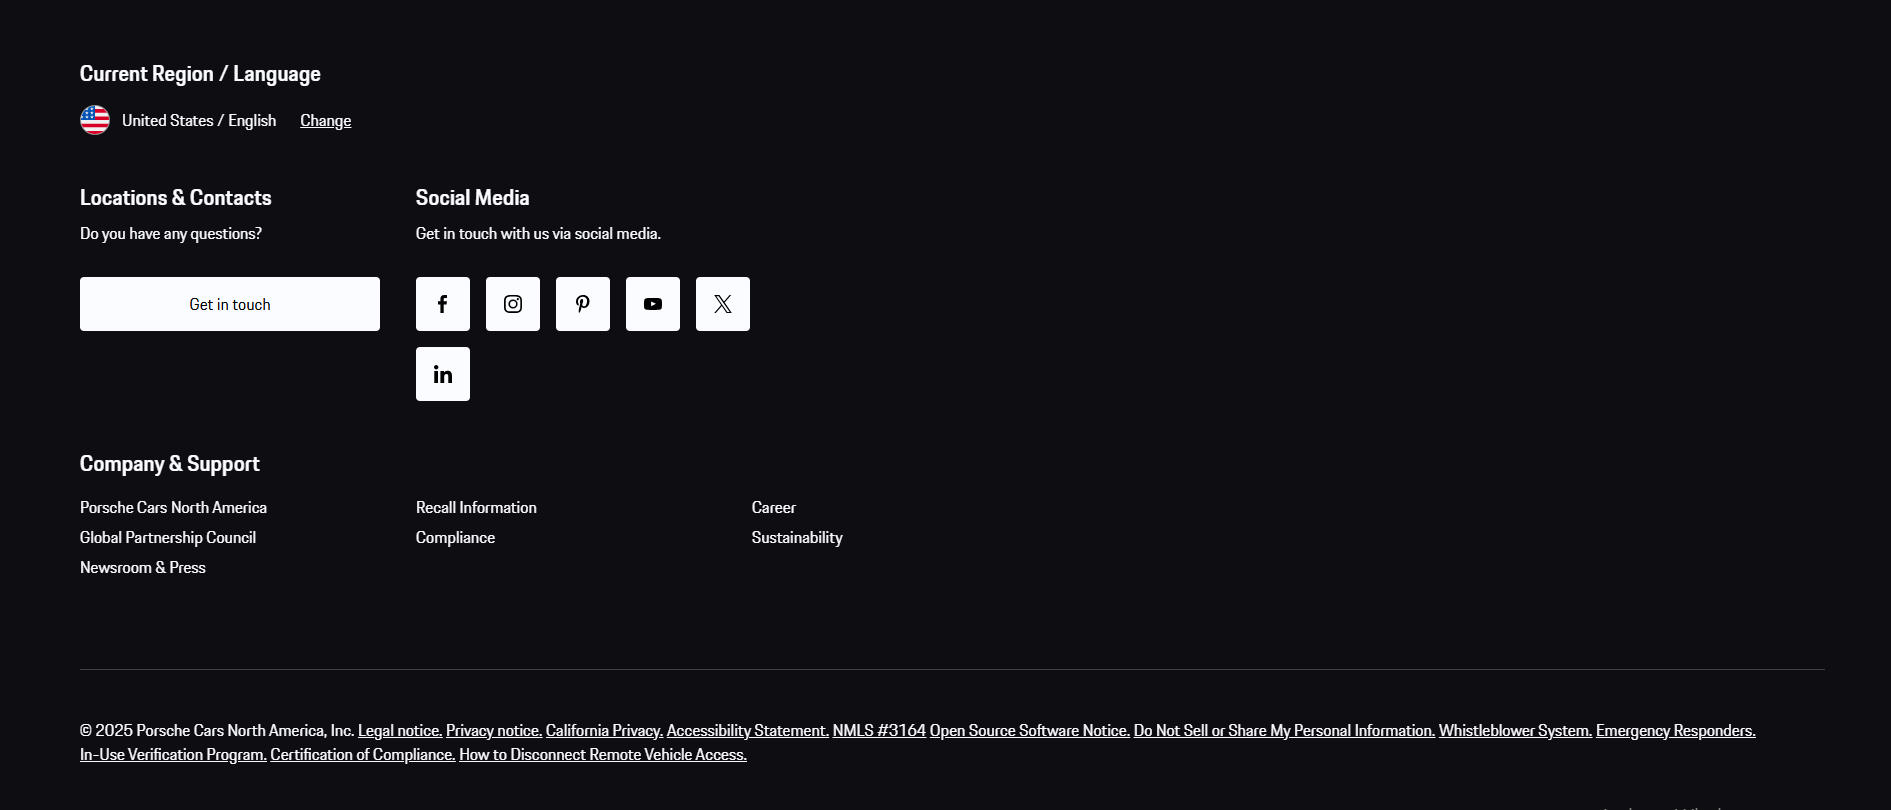 Current Region / Language
United States / English Change
Locations & Contacts
Do you have any questions?
Get in touch
Social Media
Get in touch with us via social media.
Company & Support
Porsche Cars North America
Global Partnership Council
Newsroom & Press
Recall Information
Compliance
Career
Sustainability
© 2025 Porsche Cars North America, Inc. Legal notice. Privacy notice. California Privacy. Accessibility Statement. NMLS #3164 Open Source Software Notice. Do Not Sell or Share My Personal Information. Whistleblower System. Emergency Responders.
In-Use Verification Program. Certification of Compliance. How to Disconnect Remote Vehicle Access.